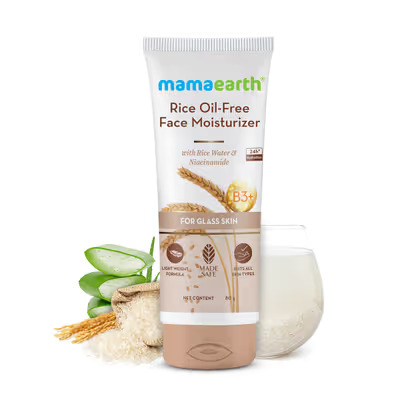 mamaearth®
Rice Oil-Free
Face Moisturizer
with Rice Water &
Niacinamide
24H*
B3+
FOR GLASS SKIN
LIGHT WEIGHT
FORMULA
MADE
SAFE
SUITS ALL
SKIN TYPES
NET CONTENT